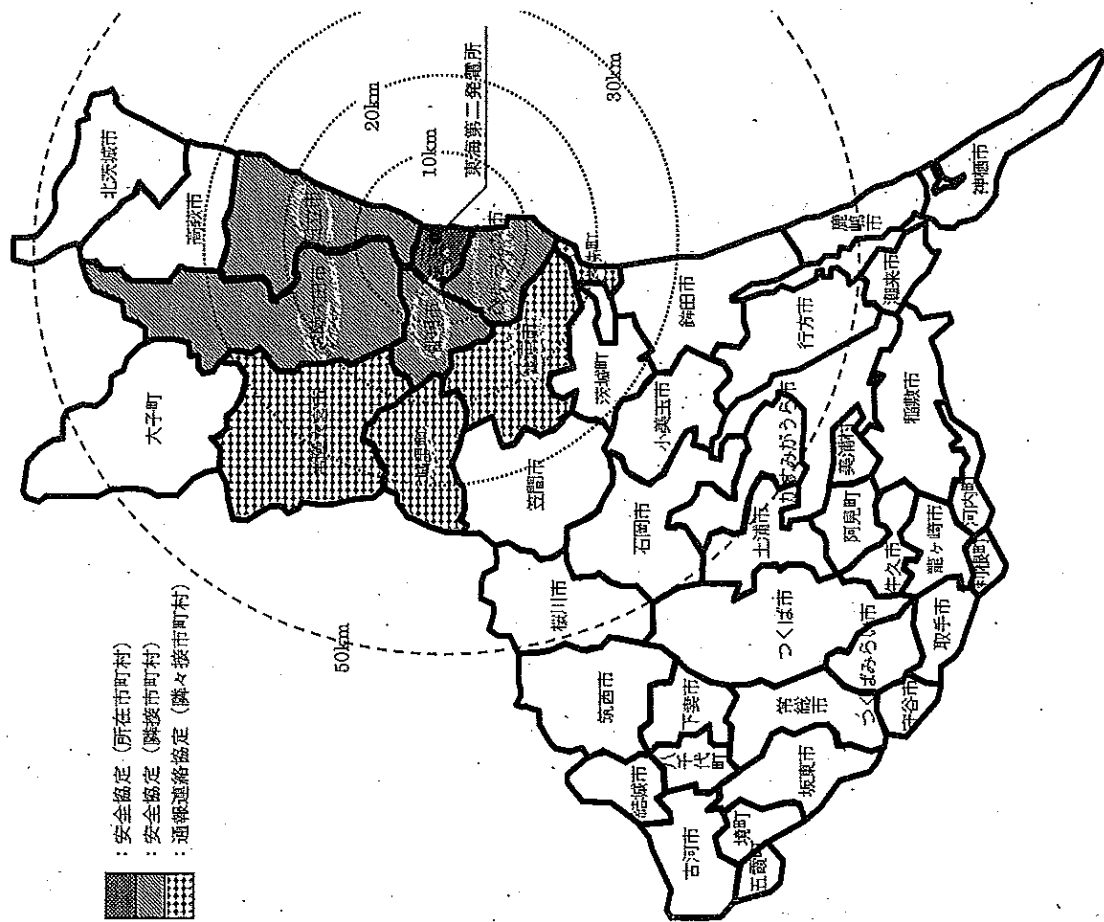 ：安全協定（所在市町村）
：安全協定（隣接市町村）
：通報連絡協定（隣々接市町村）
50km
30km
20km
10km
東海第二発電所
北茨城市
高萩市
大子町
笠間市
茨城町
鉾田市
小美玉市
石岡市
桜川市
筑西市
結城市
八千代町
下妻市
つくば市
土浦市
かすみがうら市
行方市
鹿嶋市
潮来市
神栖市
稲敷市
美浦村
阿見町
牛久市
龍ヶ崎市
河内町
利根町
取手市
つくばみらい市
守谷市
常総市
坂東市
古河市
境町
五霞町